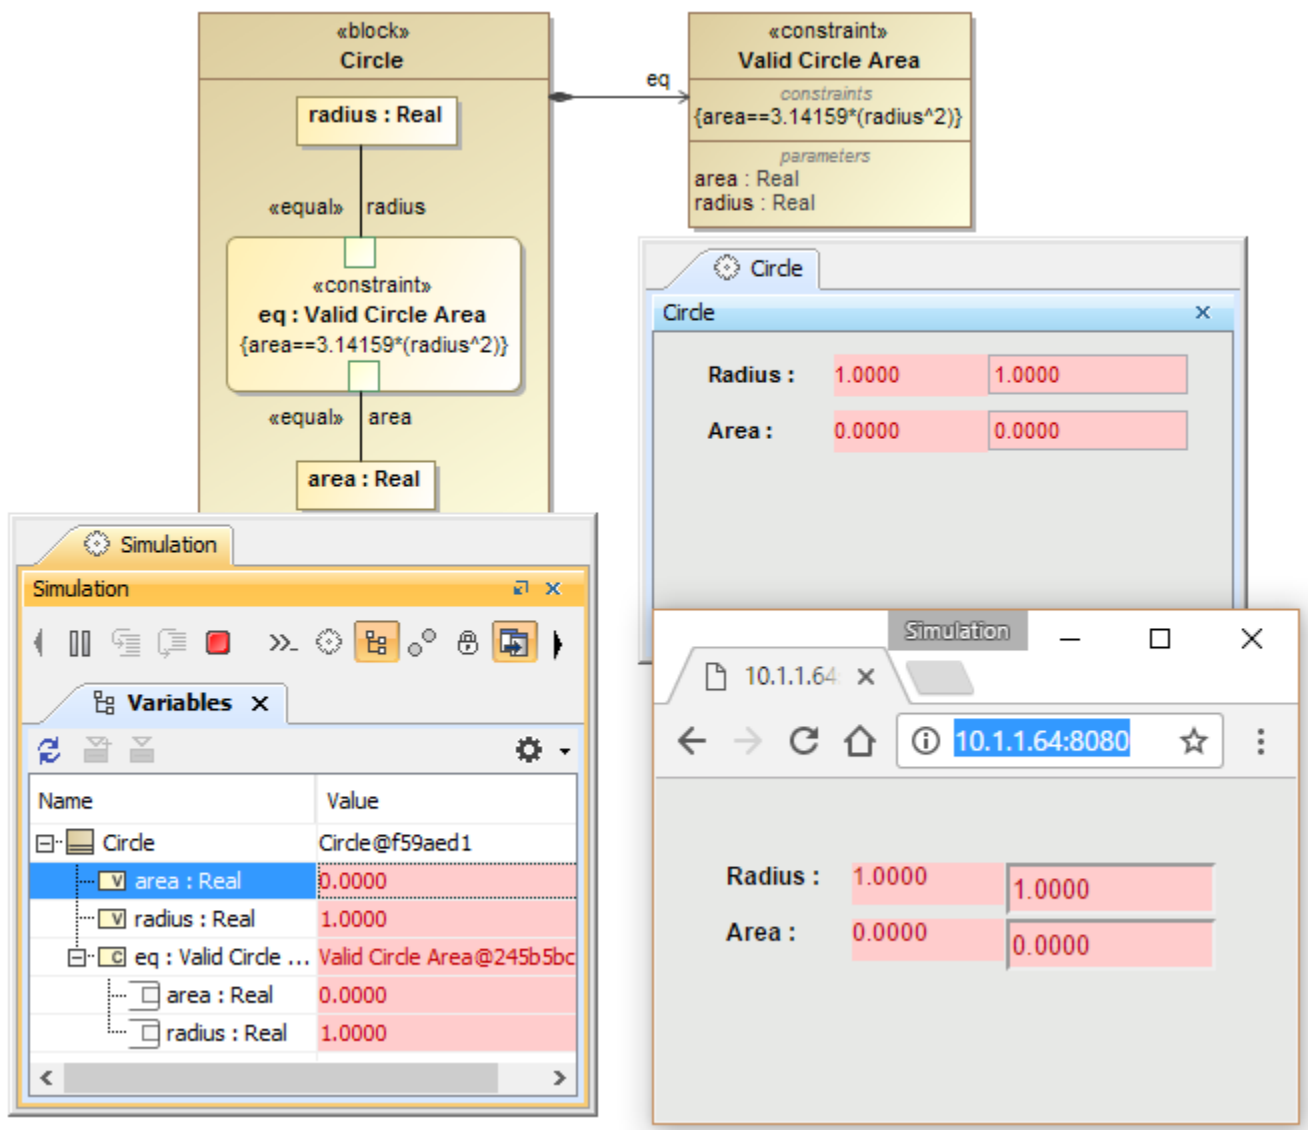 «block»
Circle
radius : Real
«equal» radius
«constraint»
eq : Valid Circle Area
{area==3.14159*(radius^2)}
«equal» area
area : Real
eq
«constraint»
Valid Circle Area
constraints
{area==3.14159*(radius^2)}
parameters
area : Real
radius : Real
Circle
Circle
Radius : 1.0000 1.0000
Area : 0.0000 0.0000
Simulation
Simulation
Variables
Name Value
Circle Circle@f59aed1
area : Real 0.0000
radius : Real 1.0000
eq : Valid Circle ... Valid Circle Area@245b5bc
area : Real 0.0000
radius : Real 1.0000
Simulation
10.1.1.64
10.1.1.64:8080
Radius : 1.0000 1.0000
Area : 0.0000 0.0000